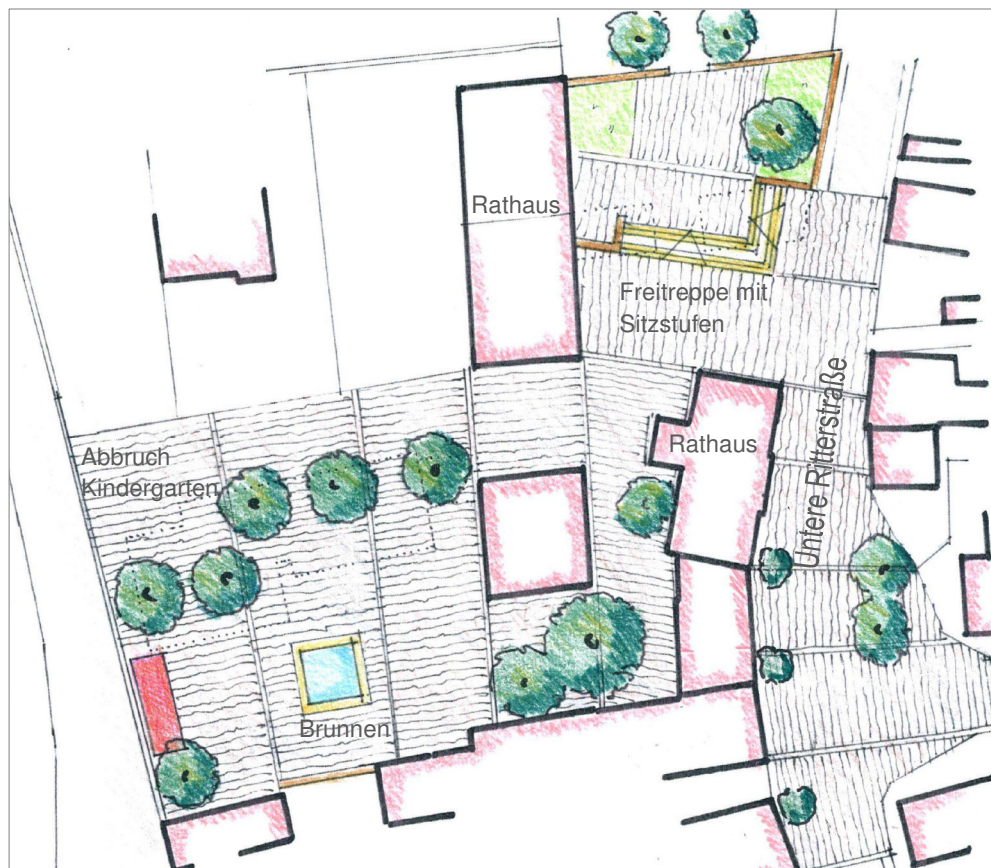 Rathaus
Freitreppe mit
Sitzstufen
Untere Ritterstraße
Rathaus
Abbruch
Kindergarten
Brunnen